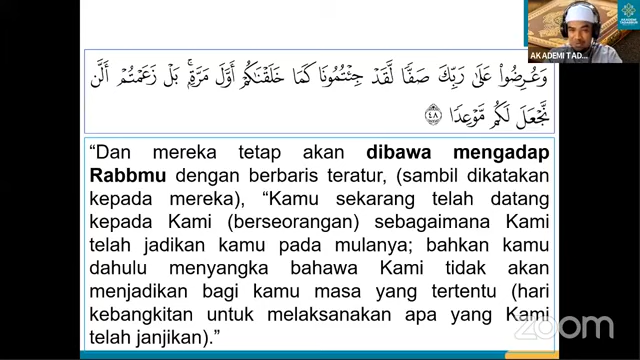 وَعُرِضُوا۟ عَلَىٰ رَبِّكَ صَفًّا لَّقَدْ جِئْتُمُونَا كَمَا خَلَقْنَـٰكُمْ أَوَّلَ مَرَّةٍۭ ۚ بَلْ زَعَمْتُمْ أَلَّن
نَّجْعَلَ لَكُم مَّوْعِدًا ٤٨
“Dan mereka tetap akan dibawa mengadap
Rabbmu dengan berbaris teratur, (sambil dikatakan
kepada mereka), “Kamu sekarang telah datang
kepada Kami (berseorangan) sebagaimana Kami
telah jadikan kamu pada mulanya; bahkan kamu
dahulu menyangka bahawa Kami tidak akan
menjadikan bagi kamu masa yang tertentu (hari
kebangkitan untuk melaksanakan apa yang Kami
telah janjikan).”
AKADEMI TAD...
zoom